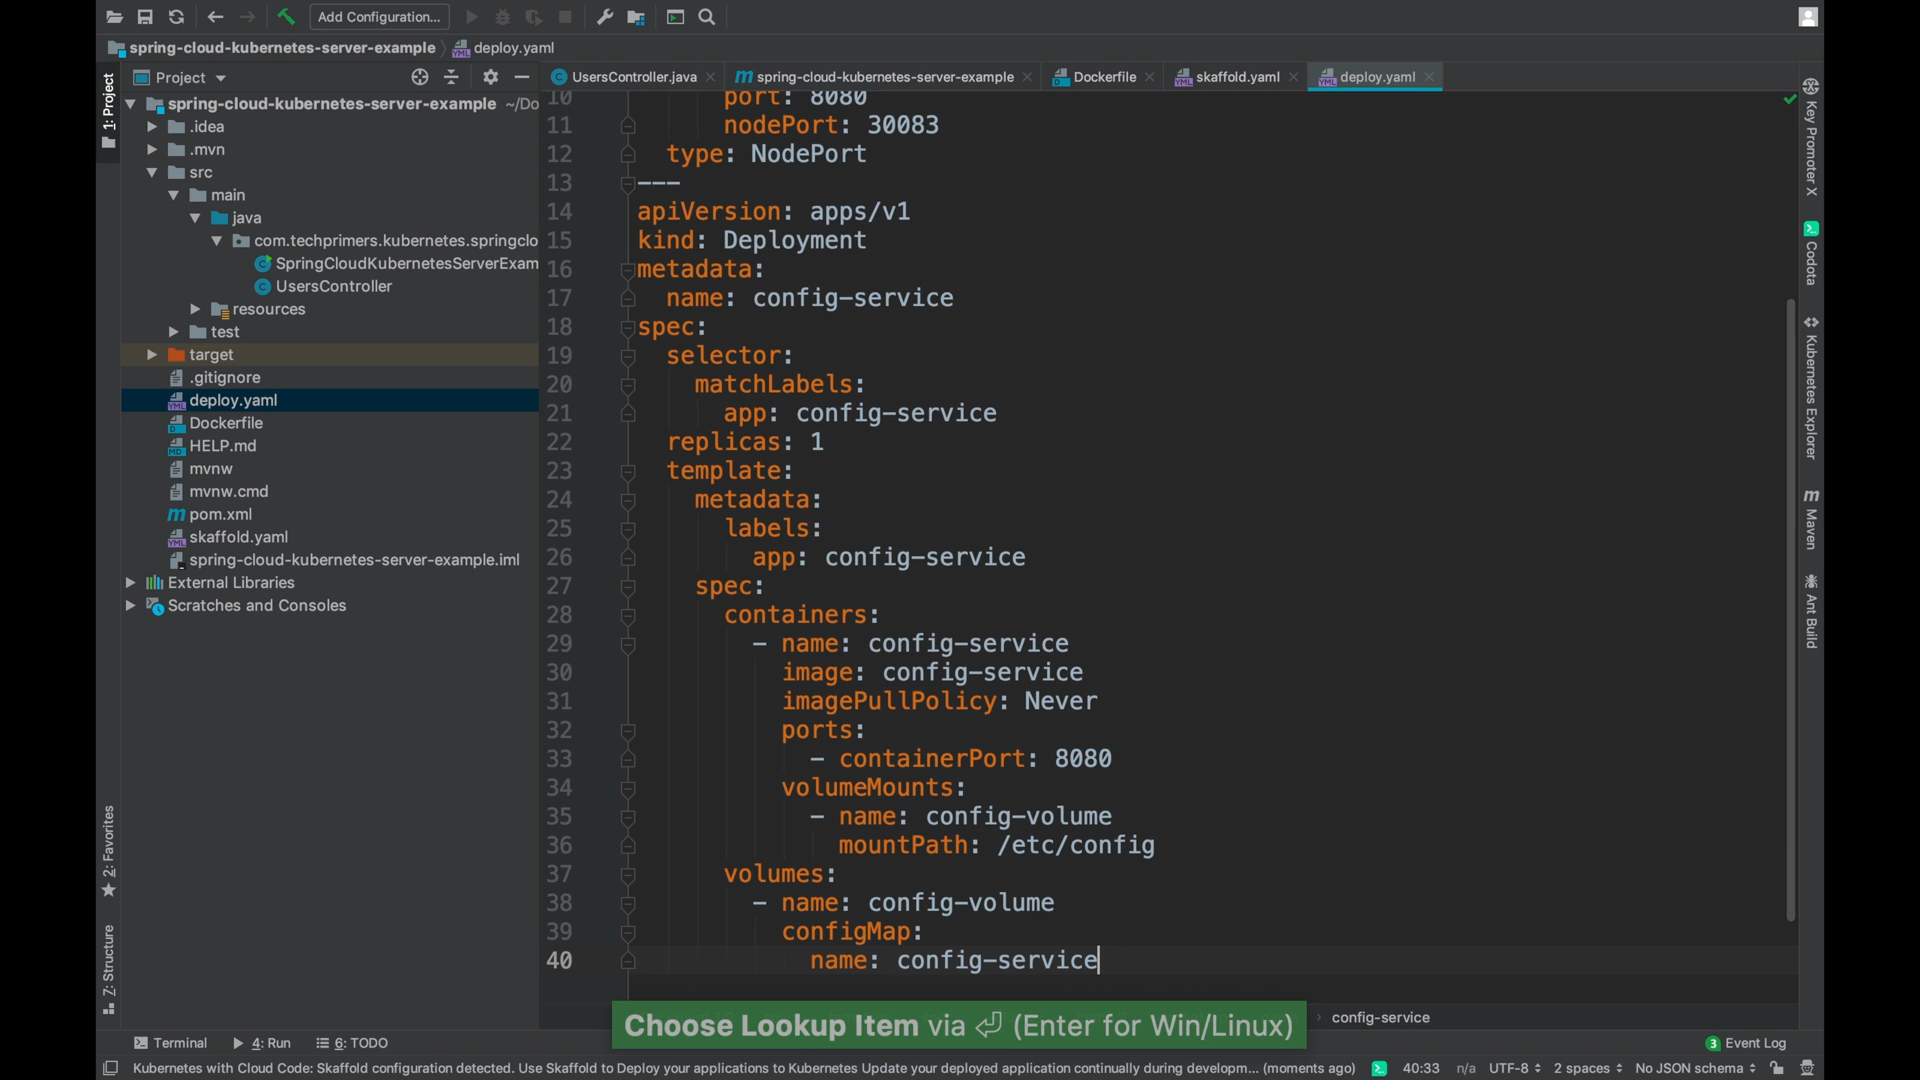 Add Configuration...
spring-cloud-kubernetes-server-example
deploy.yaml
Project
UsersController.java
spring-cloud-kubernetes-server-example
Dockerfile
skaffold.yaml
deploy.yaml
1: Project
spring-cloud-kubernetes-server-example ~/Do
.idea
.mvn
src
main
java
com.techprimers.kubernetes.springclo
SpringCloudKubernetesServerExam
UsersController
resources
test
target
.gitignore
deploy.yaml
Dockerfile
HELP.md
mvnw
mvnw.cmd
pom.xml
skaffold.yaml
spring-cloud-kubernetes-server-example.iml
External Libraries
Scratches and Consoles
2: Favorites
Z: Structure
10 port: 8080
11 nodePort: 30083
12 type: NodePort
13 ---
14 apiVersion: apps/v1
15 kind: Deployment
16 metadata:
17 name: config-service
18 spec:
19 selector:
20 matchLabels:
21 app: config-service
22 replicas: 1
23 template:
24 metadata:
25 labels:
26 app: config-service
27 spec:
28 containers:
29 - name: config-service
30 image: config-service
31 imagePullPolicy: Never
32 ports:
33 - containerPort: 8080
34 volumeMounts:
35 - name: config-volume
36 mountPath: /etc/config
37 volumes:
38 - name: config-volume
39 configMap:
40 name: config-service
Key Promoter X
Codota
Kubernetes Explorer
Maven
Ant Build
Choose Lookup Item via ⏎ (Enter for Win/Linux)
› config-service
Terminal
4: Run
6: TODO
3 Event Log
Kubernetes with Cloud Code: Skaffold configuration detected. Use Skaffold to Deploy your applications to Kubernetes Update your deployed application continually during developm... (moments ago)
40:33 n/a UTF-8 2 spaces No JSON schema